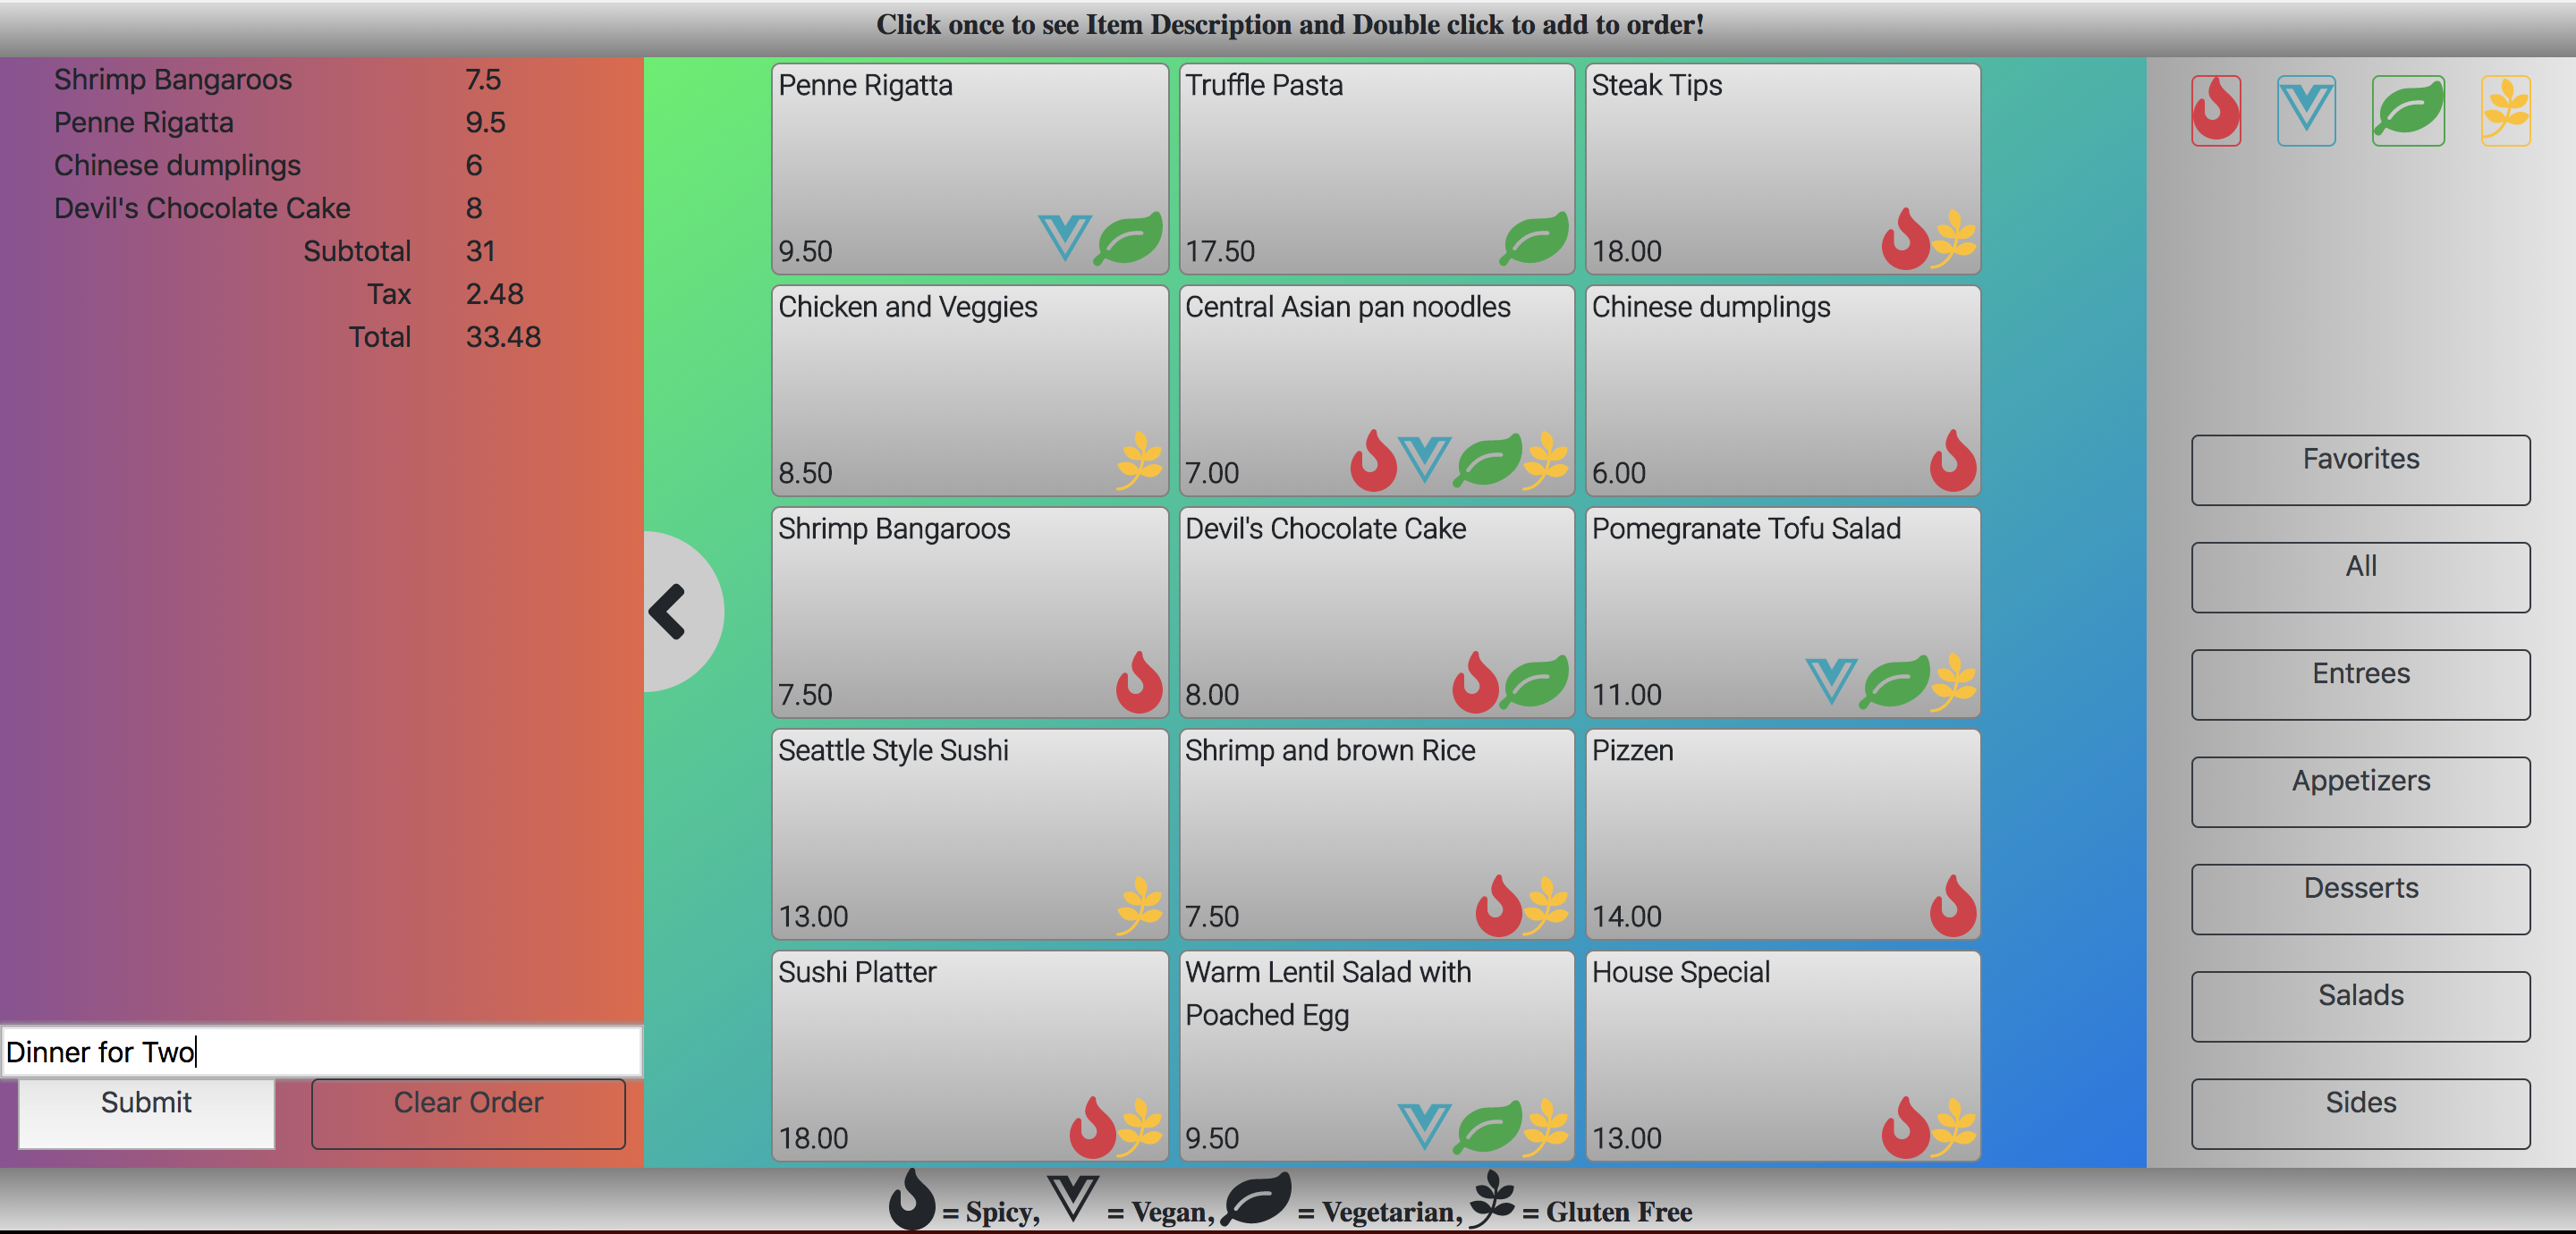 Click once to see Item Description and Double click to add to order!
Shrimp Bangaroos 7.5
Penne Rigatta 9.5
Chinese dumplings 6
Devil's Chocolate Cake 8
Subtotal 31
Tax 2.48
Total 33.48
Dinner for Two
Submit
Clear Order
Penne Rigatta
9.50
Truffle Pasta
17.50
Steak Tips
18.00
Chicken and Veggies
8.50
Central Asian pan noodles
7.00
Chinese dumplings
6.00
Shrimp Bangaroos
7.50
Devil's Chocolate Cake
8.00
Pomegranate Tofu Salad
11.00
Seattle Style Sushi
13.00
Shrimp and brown Rice
7.50
Pizzen
14.00
Sushi Platter
18.00
Warm Lentil Salad with
Poached Egg
9.50
House Special
13.00
Favorites
All
Entrees
Appetizers
Desserts
Salads
Sides
= Spicy, = Vegan, = Vegetarian, = Gluten Free